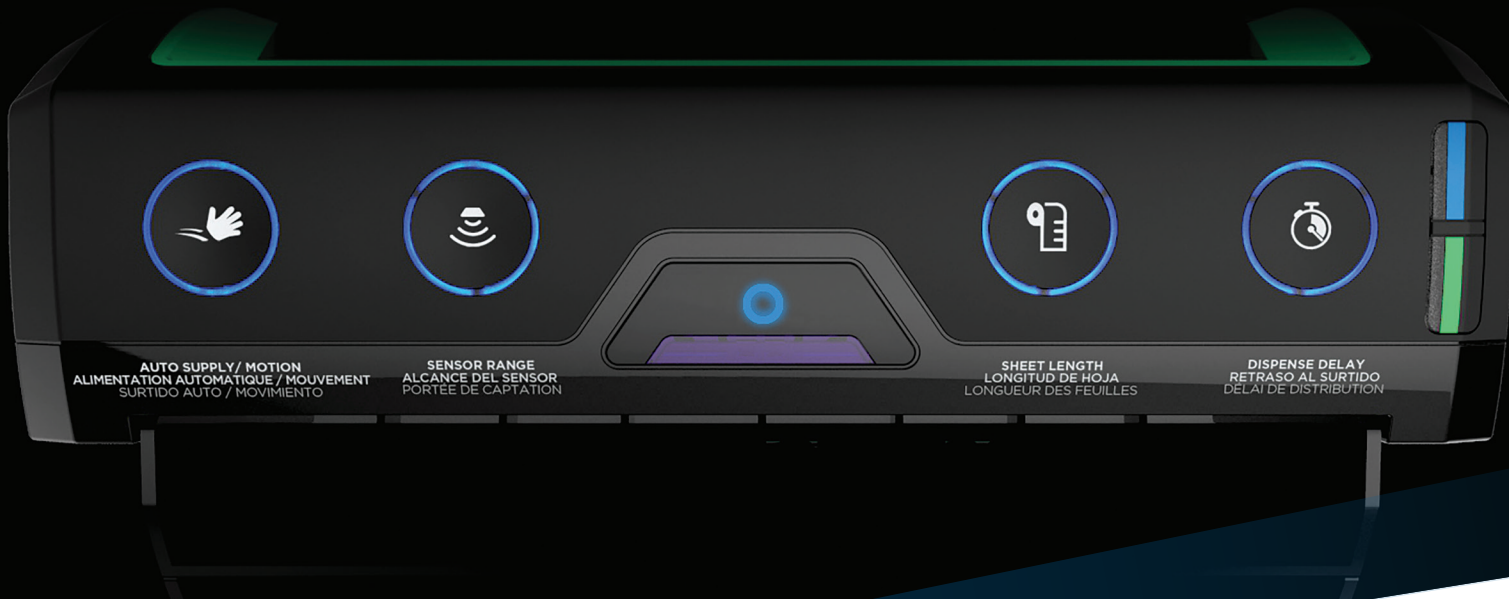 AUTO SUPPLY/ MOTION
ALIMENTATION AUTOMATIQUE / MOUVEMENT
SURTIDO AUTO / MOVIMIENTO
SENSOR RANGE
ALCANCE DEL SENSOR
PORTÉE DE CAPTATION
SHEET LENGTH
LONGITUD DE HOJA
LONGUEUR DES FEUILLES
DISPENSE DELAY
RETRASO AL SURTIDO
DÉLAI DE DISTRIBUTION